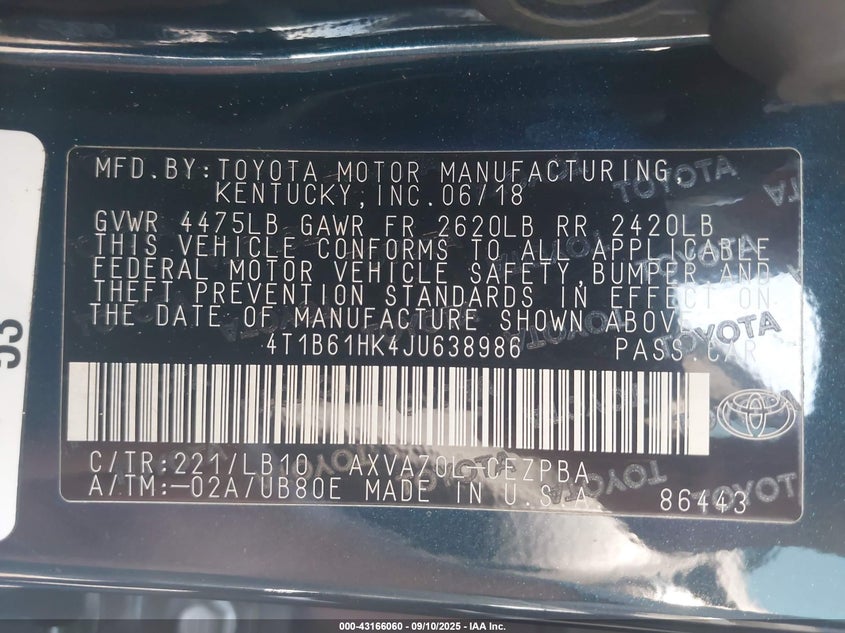 MFD.BY:TOYOTA MOTOR MANUFACTURING,
KENTUCKY,INC.06/18
GVWR 4475LB GAWR FR 2620LB RR 2420LB
THIS VEHICLE CONFORMS TO ALL APPLICABLE
FEDERAL MOTOR VEHICLE SAFETY,BUMPER AND
THEFT PREVENTION STANDARDS IN EFFECT ON
THE DATE OF MANUFACTURE SHOWN ABOVE.
4T1B61HK4JU638986 PASS.CAR
C/TR:221/LB10 AXVA70L-CEZPBA
A/TM:-02A/UB80E MADE IN U.S.A. 86443
TOYOTA
TOYOTA
TOYOTA
000-43166060 - 09/10/2025 - IAA Inc.